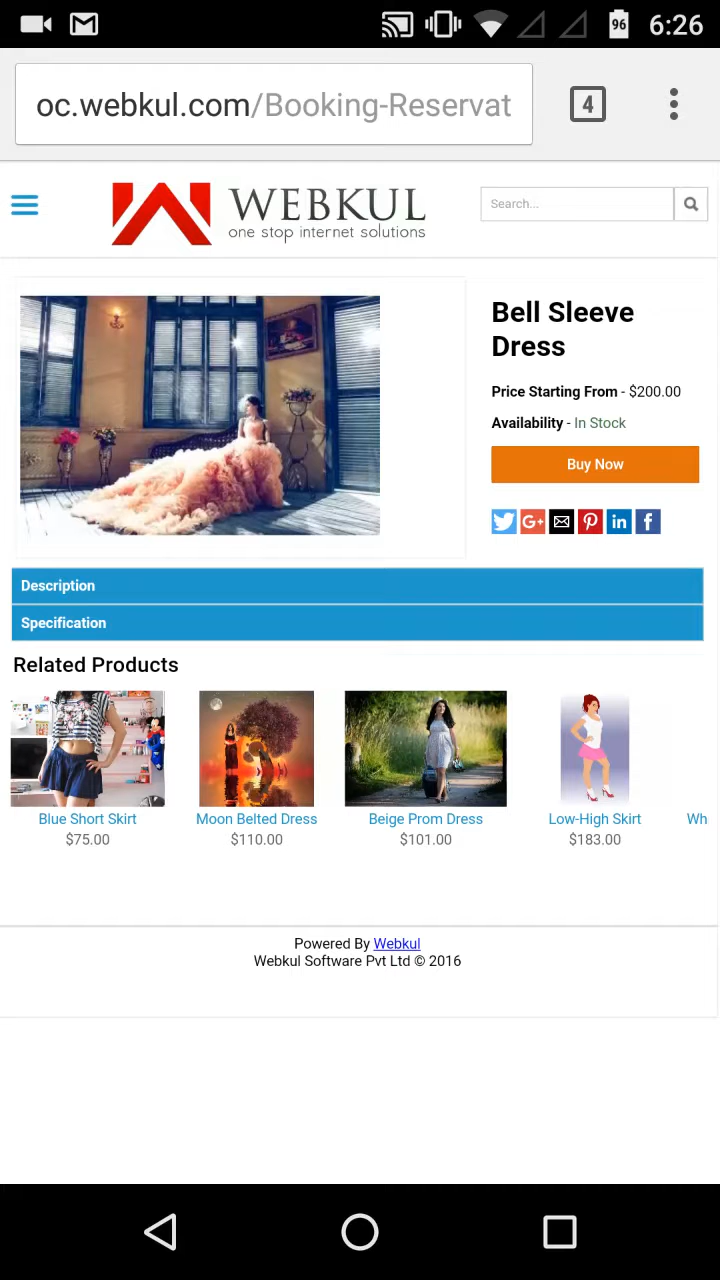 96 6:26
oc.webkul.com/Booking-Reservat
4
WEBKUL
one stop internet solutions
Search...
Bell Sleeve
Dress
Price Starting From - $200.00
Availability - In Stock
Buy Now
G+ in f
Description
Specification
Related Products
Blue Short Skirt
$75.00
Moon Belted Dress
$110.00
Beige Prom Dress
$101.00
Low-High Skirt
$183.00
Wh
Powered By Webkul
Webkul Software Pvt Ltd © 2016